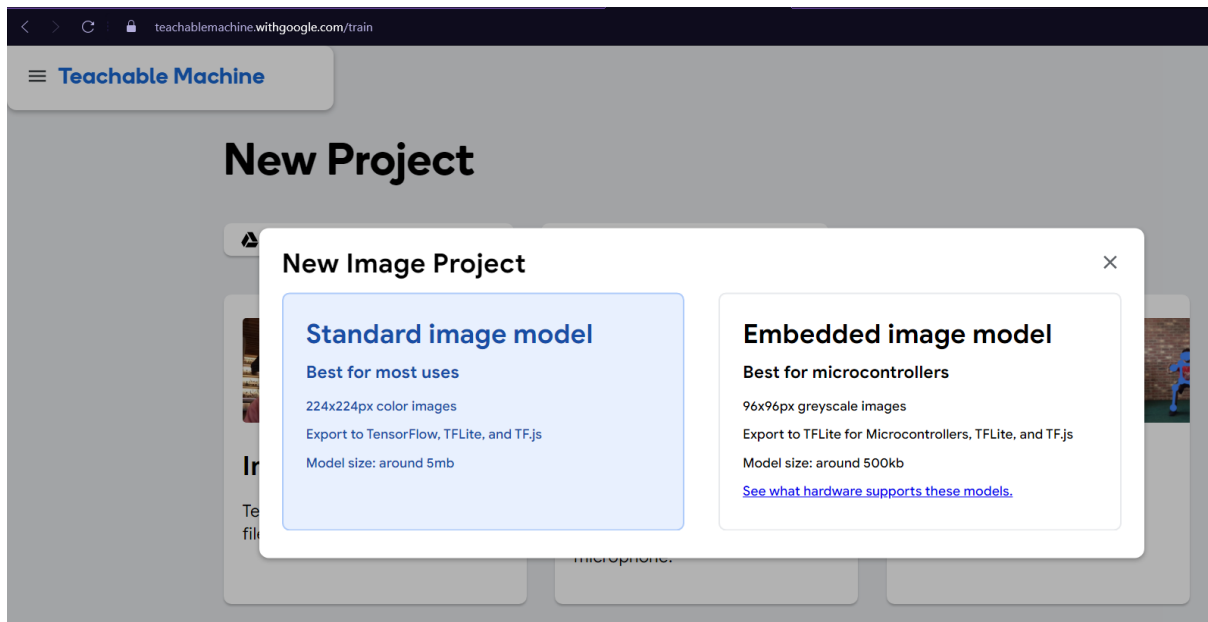 teachablemachine.withgoogle.com/train
Teachable Machine
New Project
New Image Project
Standard image model
Best for most uses
224x224px color images
Export to TensorFlow, TFLite, and TF.js
Model size: around 5mb
Embedded image model
Best for microcontrollers
96x96px greyscale images
Export to TFLite for Microcontrollers, TFLite, and TF.js
Model size: around 500kb
See what hardware supports these models.
microphone.